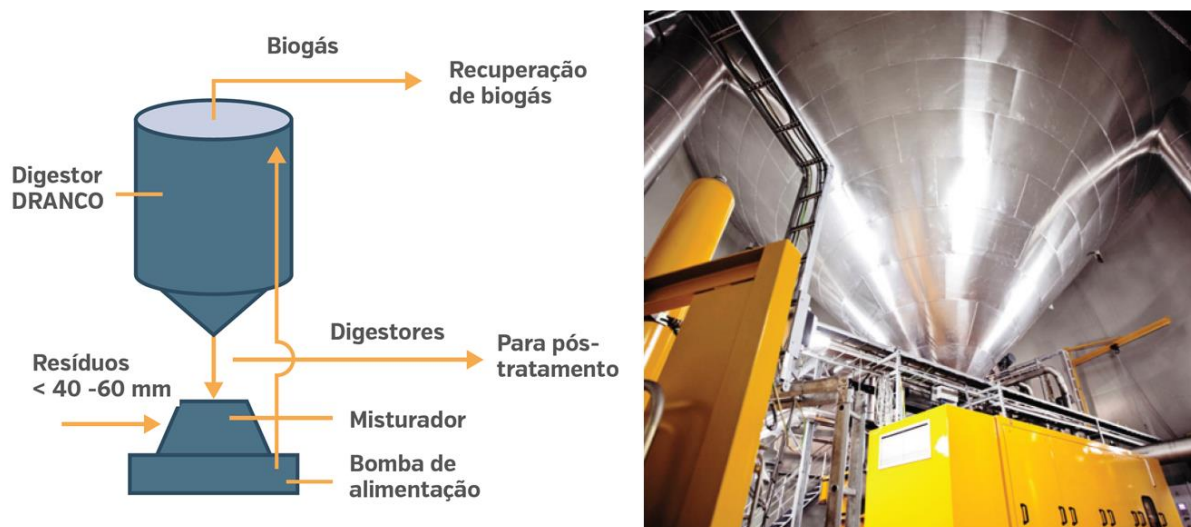 Biogás
Recuperação
de biogás
Digestor
DRANCO
Digestores
Para pós-
tratamento
Resíduos
< 40 -60 mm
Misturador
Bomba de
alimentação